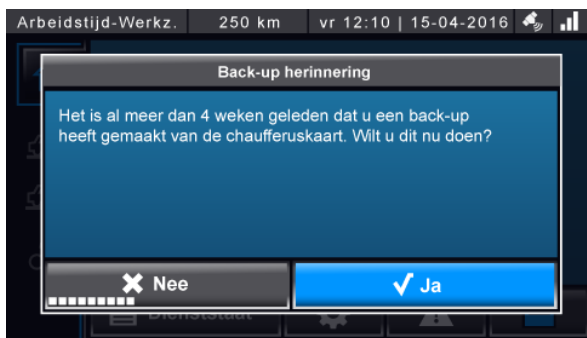 Arbeidstijd-Werkz. 250 km vr 12:10 | 15-04-2016
Back-up herinnering
Het is al meer dan 4 weken geleden dat u een back-up
heeft gemaakt van de chaufferuskaart. Wilt u dit nu doen?
Nee Ja
Dienststaat